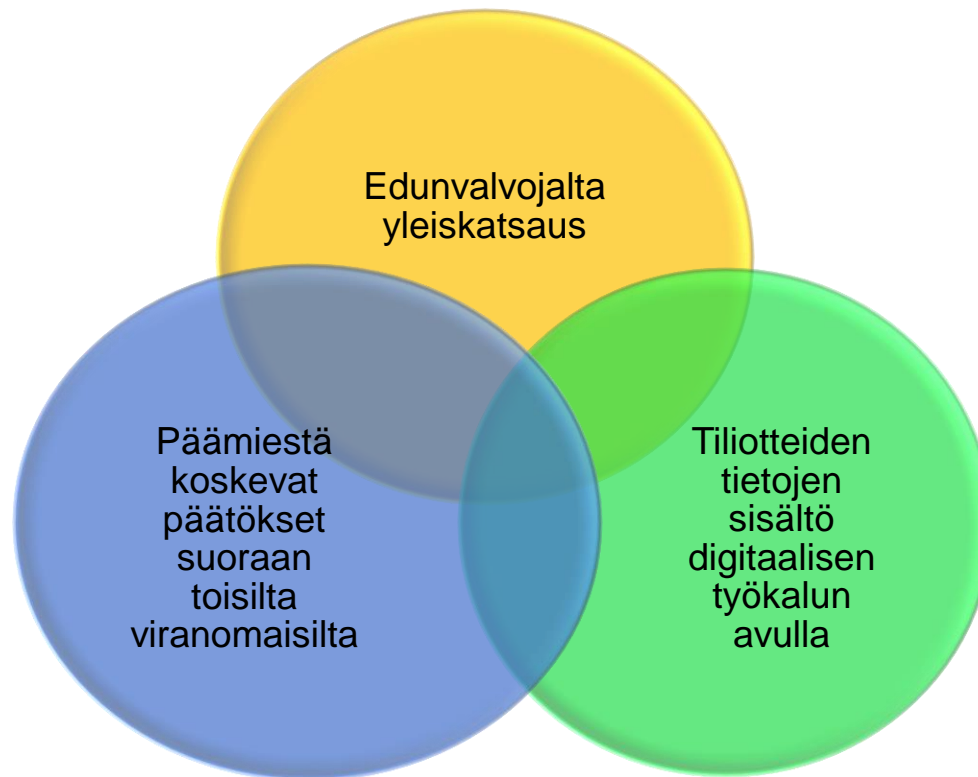 Edunvalvojalta
yleiskatsaus
Päämiestä
koskevat
päätökset
suoraan
toisilta
viranomaisilta
Tiliotteiden
tietojen
sisältö
digitaalisen
työkalun
avulla